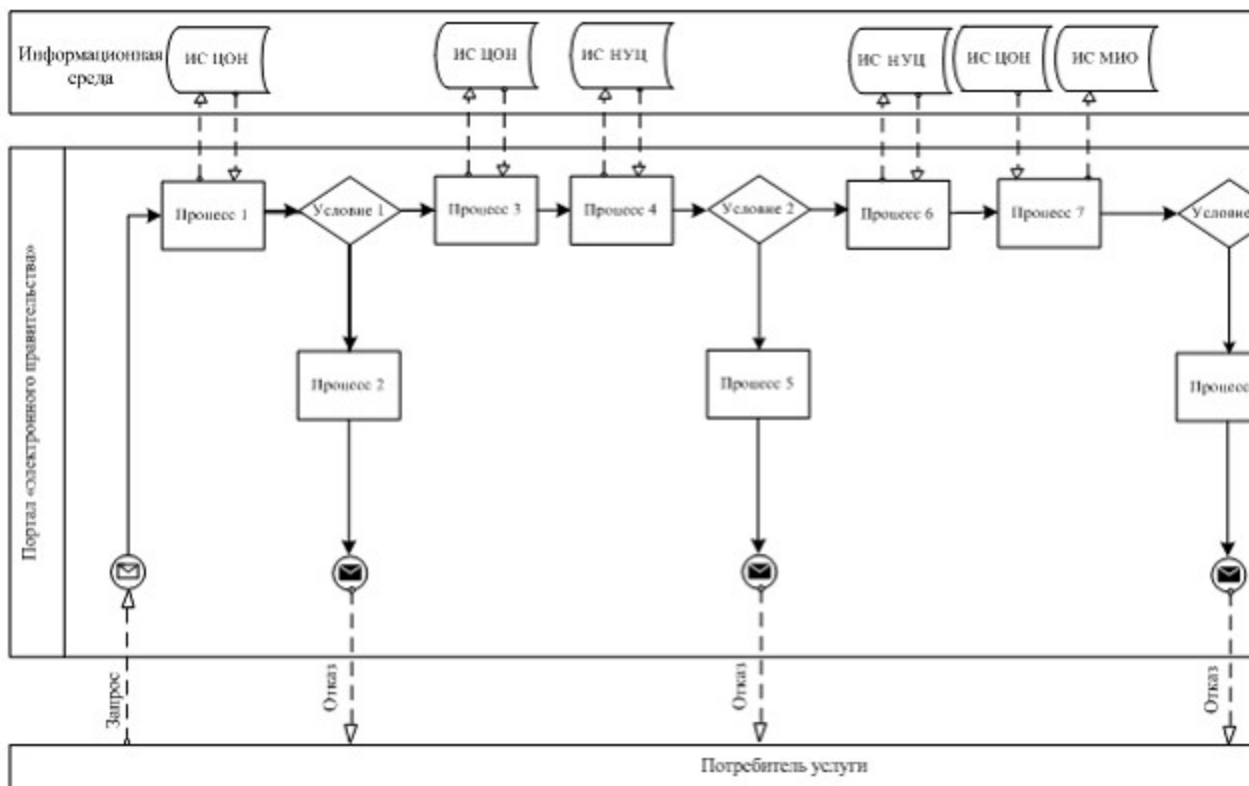 Информационная
среда
ИС ЦОН
ИС ЦОН
ИС НУЦ
ИС НУЦ
ИС ЦОН
ИС МИО
Портал «электронного правительства»
Процесс 1
Условие 1
Процесс 3
Процесс 4
Условие 2
Процесс 6
Процесс 7
Условие
Процесс 2
Процесс 5
Процесс
Запрос
Отказ
Отказ
Отказ
Потребитель услуги